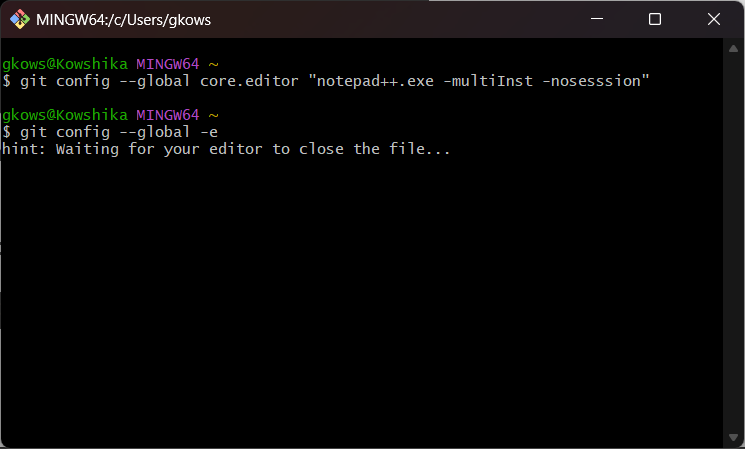 MINGW64:/c/Users/gkows
gkows@Kowshika MINGW64 ~
$ git config --global core.editor "notepad++.exe -multiInst -nosesssion"
gkows@Kowshika MINGW64 ~
$ git config --global -e
hint: Waiting for your editor to close the file...